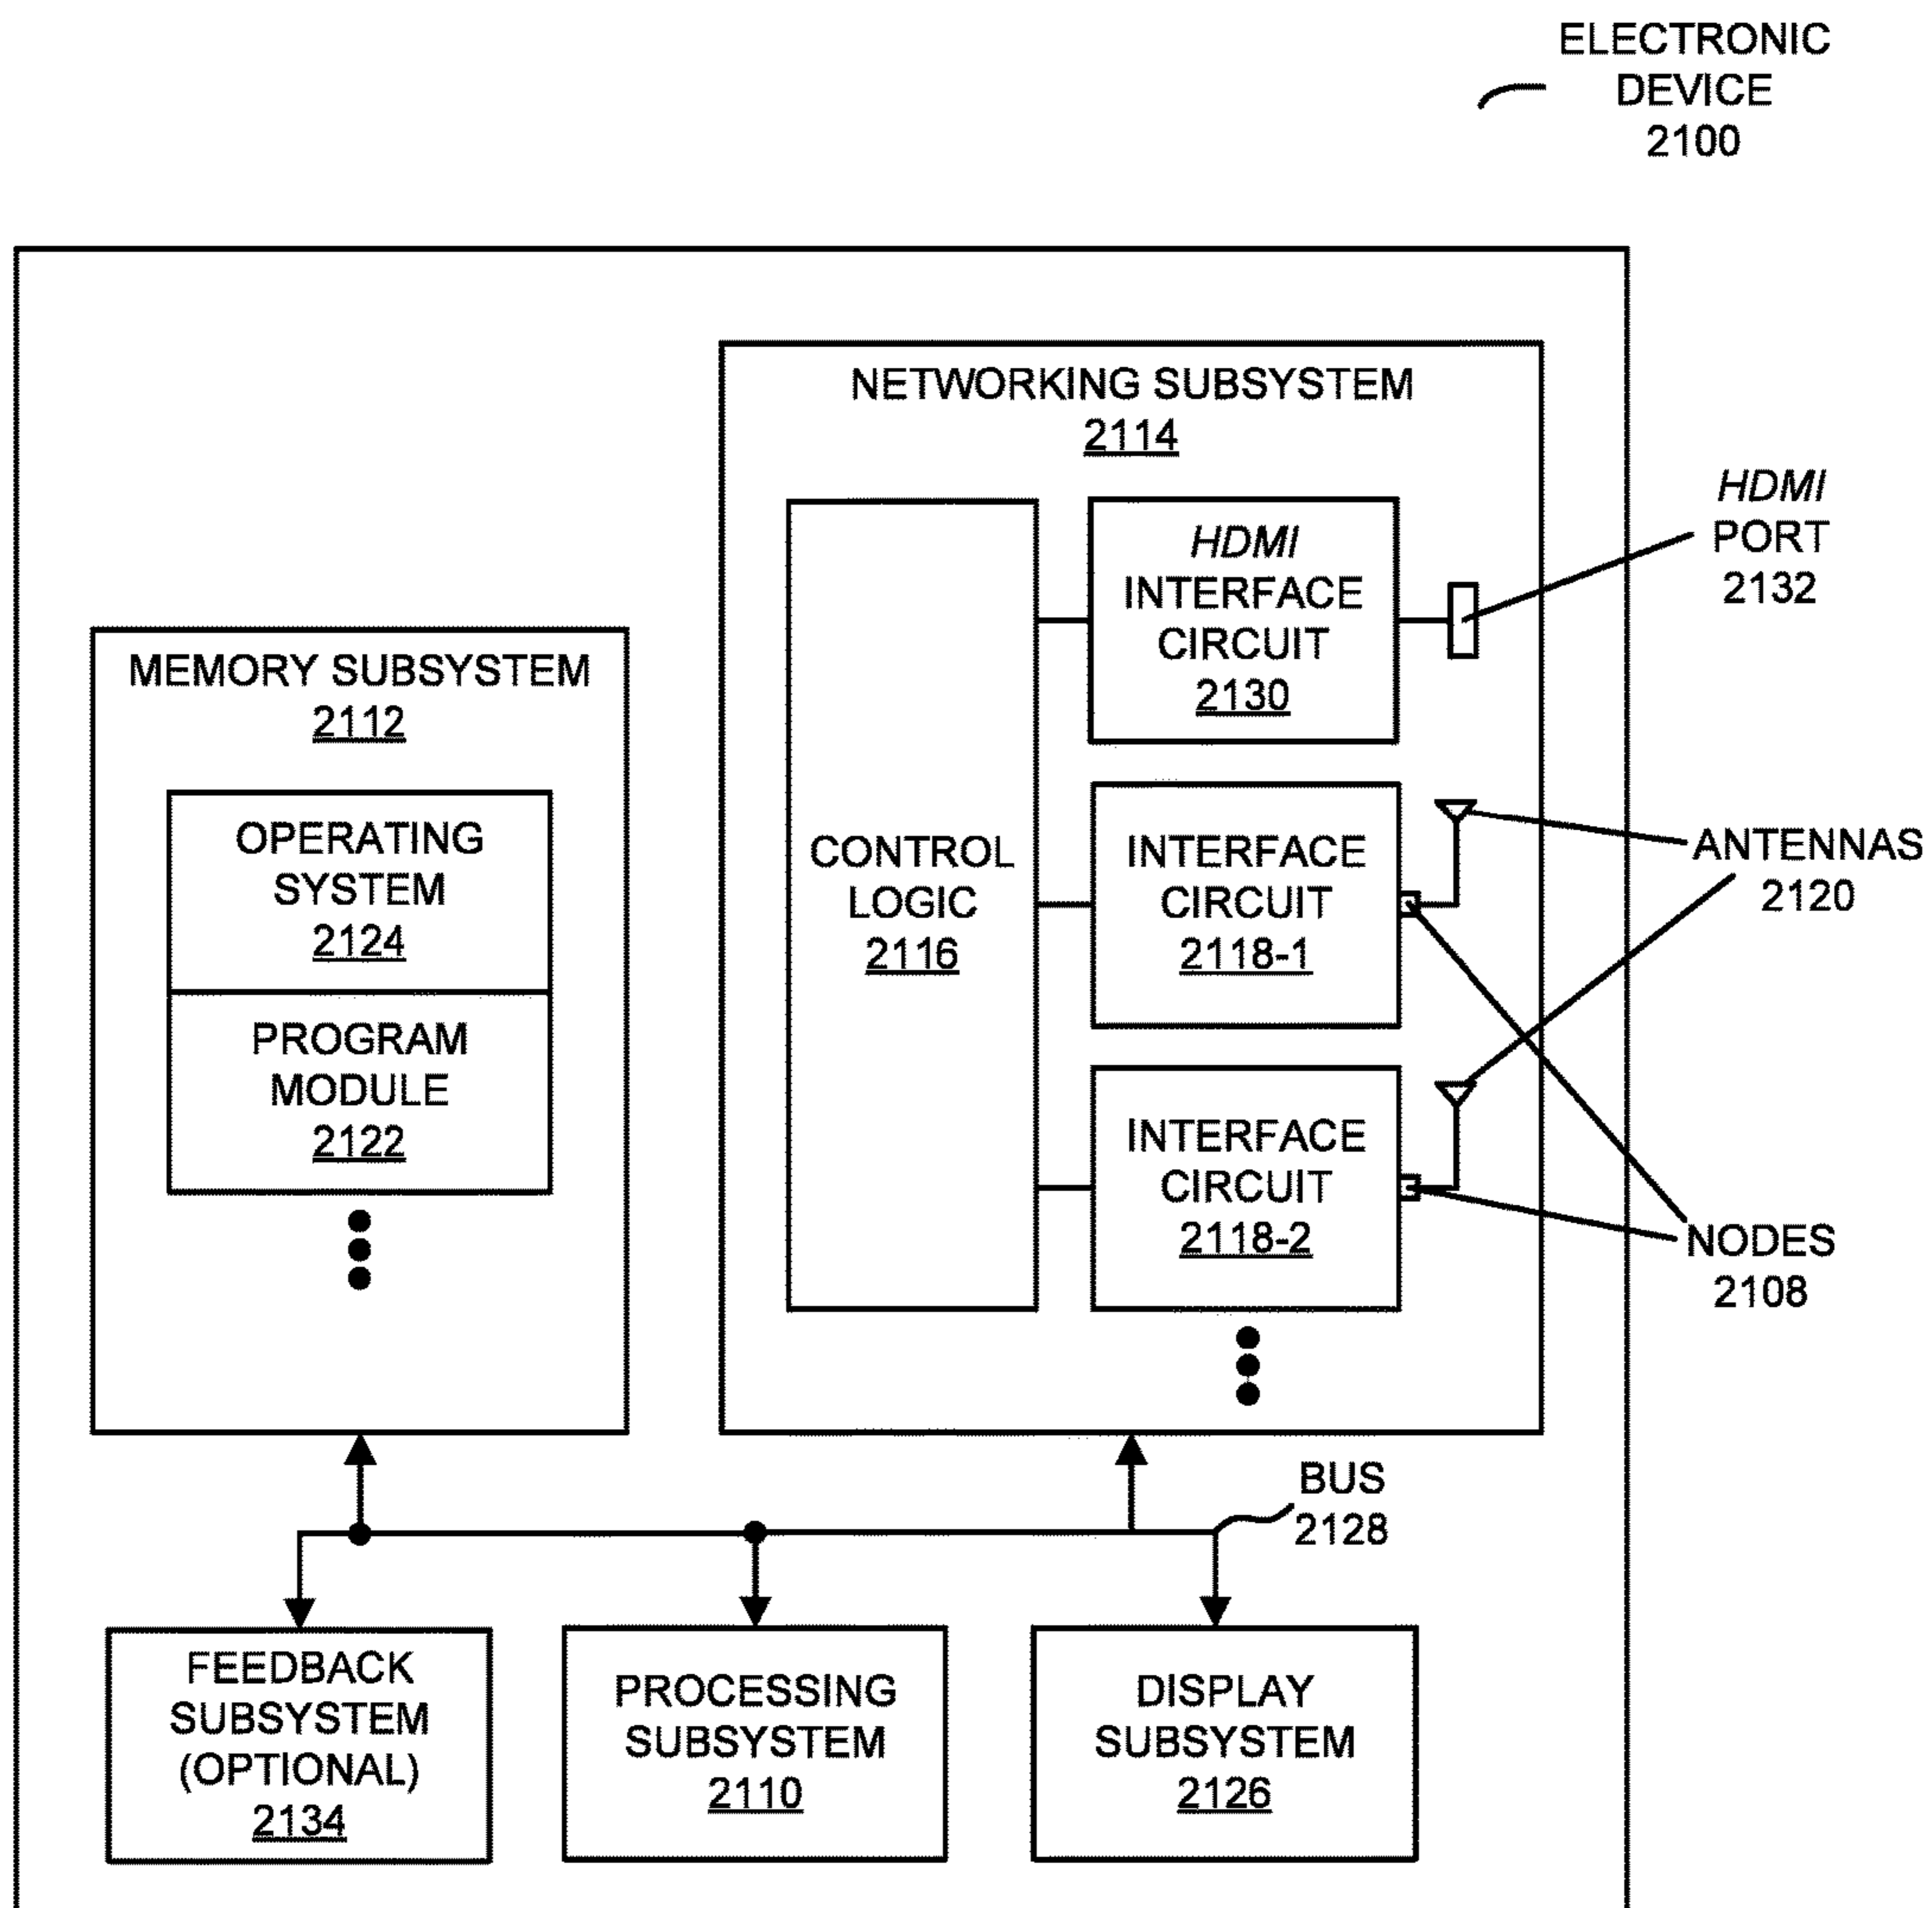 ELECTRONIC
DEVICE
2100
NETWORKING SUBSYSTEM
2114
HDMI
INTERFACE
CIRCUIT
2130
HDMI
PORT
2132
MEMORY SUBSYSTEM
2112
OPERATING
SYSTEM
2124
PROGRAM
MODULE
2122
CONTROL
LOGIC
2116
INTERFACE
CIRCUIT
2118-1
ANTENNAS
2120
INTERFACE
CIRCUIT
2118-2
NODES
2108
BUS
2128
FEEDBACK
SUBSYSTEM
(OPTIONAL)
2134
PROCESSING
SUBSYSTEM
2110
DISPLAY
SUBSYSTEM
2126